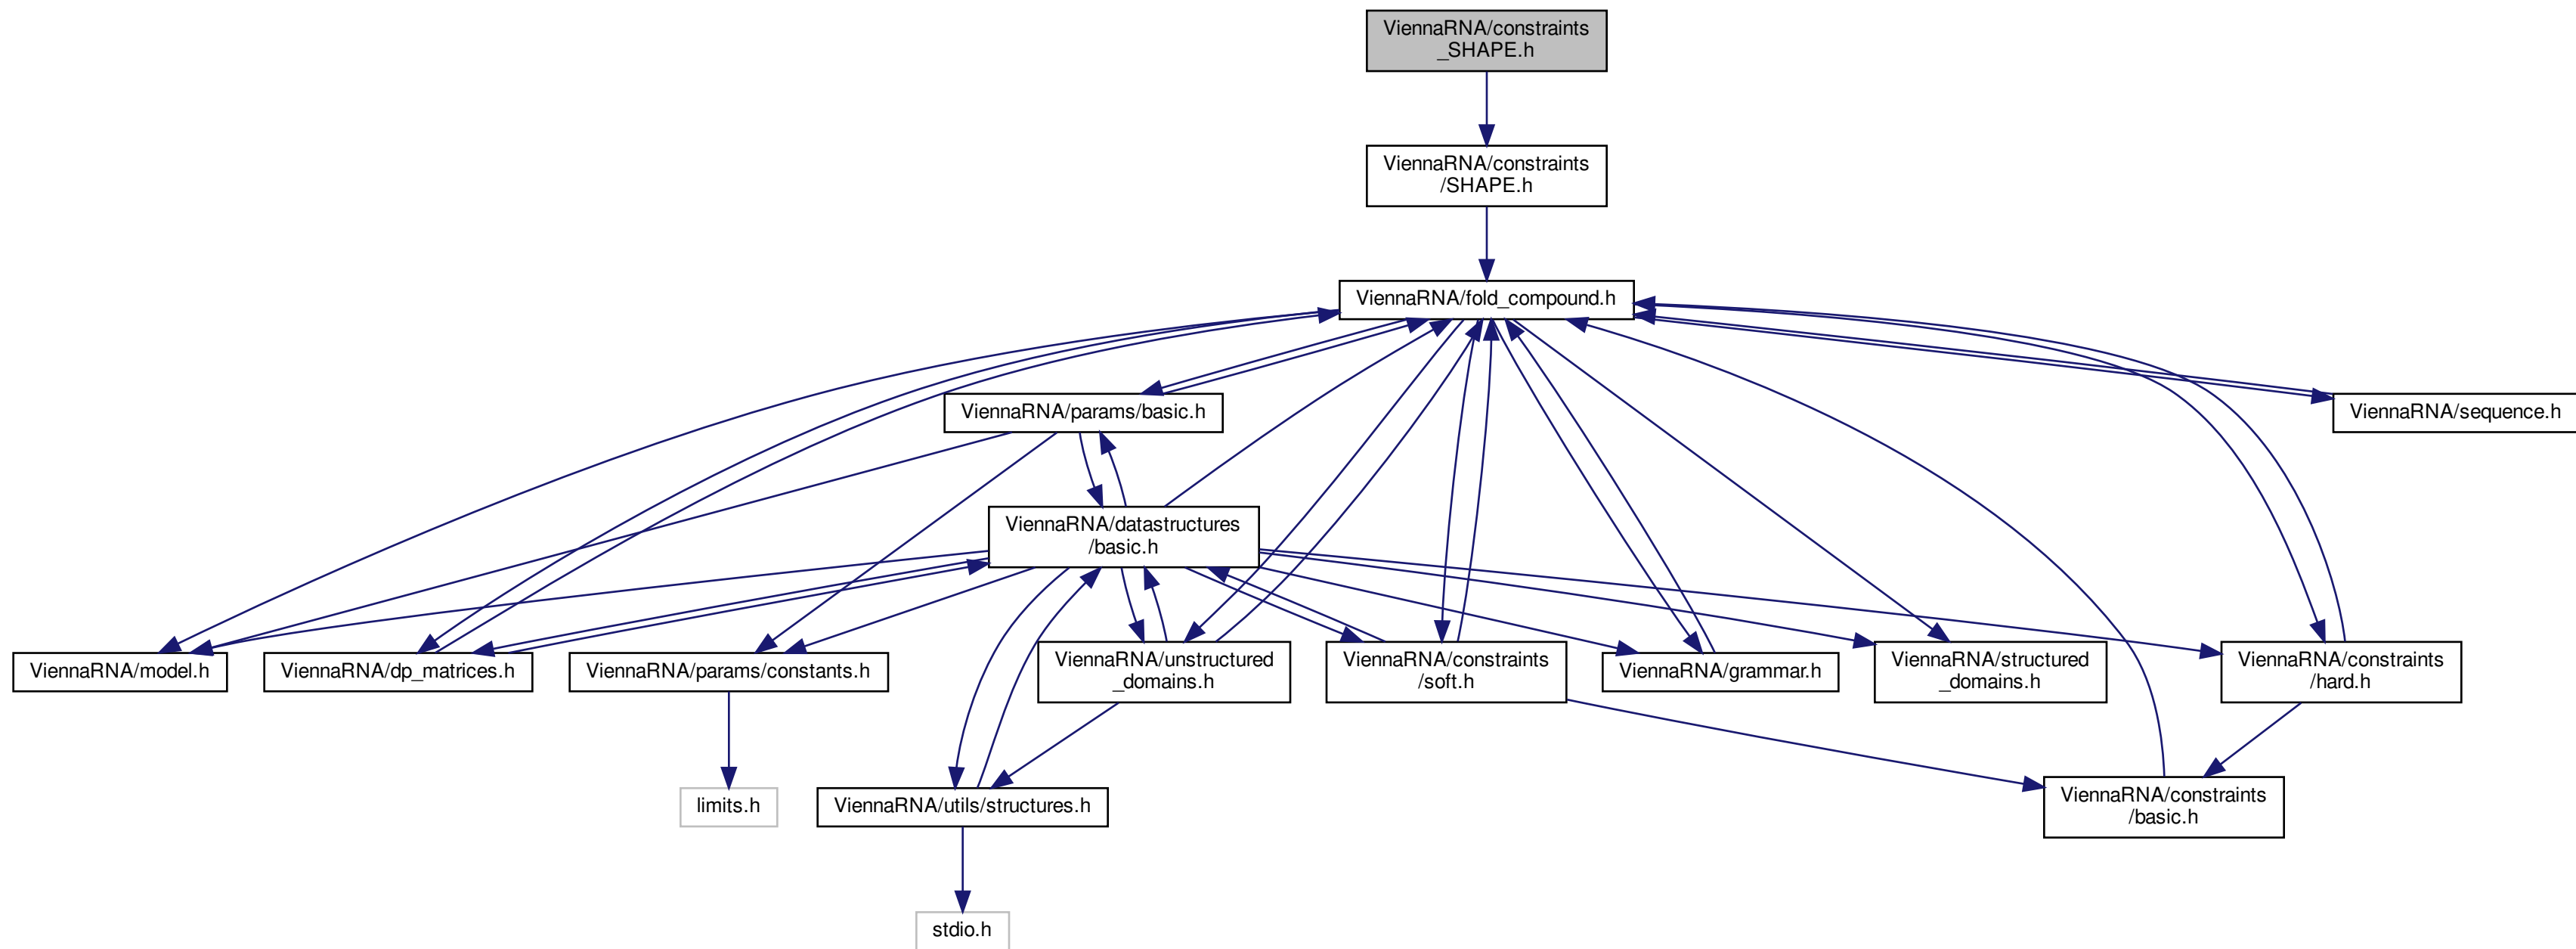 ViennaRNA/constraints
_SHAPE.h
ViennaRNA/constraints
/SHAPE.h
ViennaRNA/fold_compound.h
ViennaRNA/params/basic.h
ViennaRNA/sequence.h
ViennaRNA/datastructures
/basic.h
ViennaRNA/model.h
ViennaRNA/dp_matrices.h
ViennaRNA/params/constants.h
ViennaRNA/unstructured
_domains.h
ViennaRNA/constraints
/soft.h
ViennaRNA/grammar.h
ViennaRNA/structured
_domains.h
ViennaRNA/constraints
/hard.h
limits.h
ViennaRNA/utils/structures.h
ViennaRNA/constraints
/basic.h
stdio.h